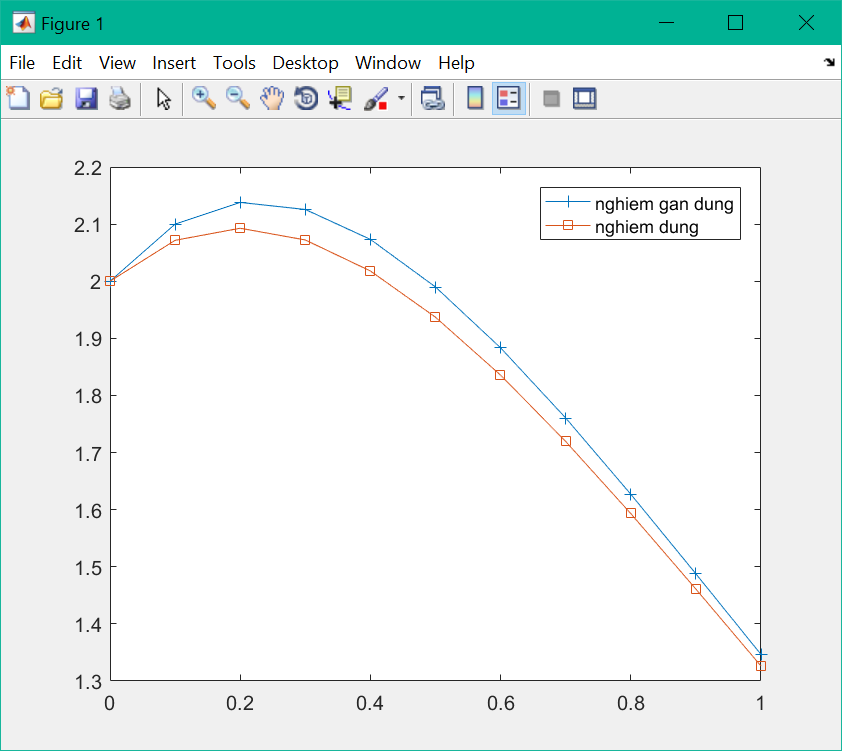 Figure 1
File Edit View Insert Tools Desktop Window Help
2.2
2.1
2
1.9
1.8
1.7
1.6
1.5
1.4
1.3
0 0.2 0.4 0.6 0.8 1
nghiem gan dung
nghiem dung